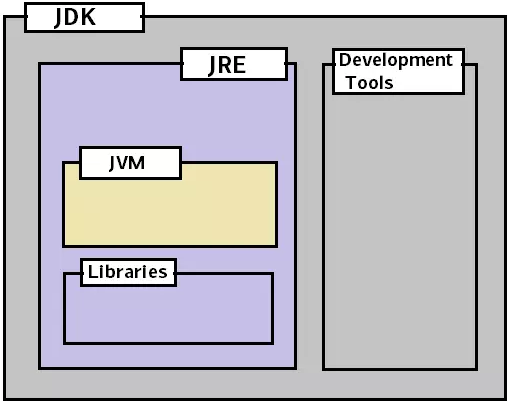 JDK
JRE
Development
Tools
JVM
Libraries